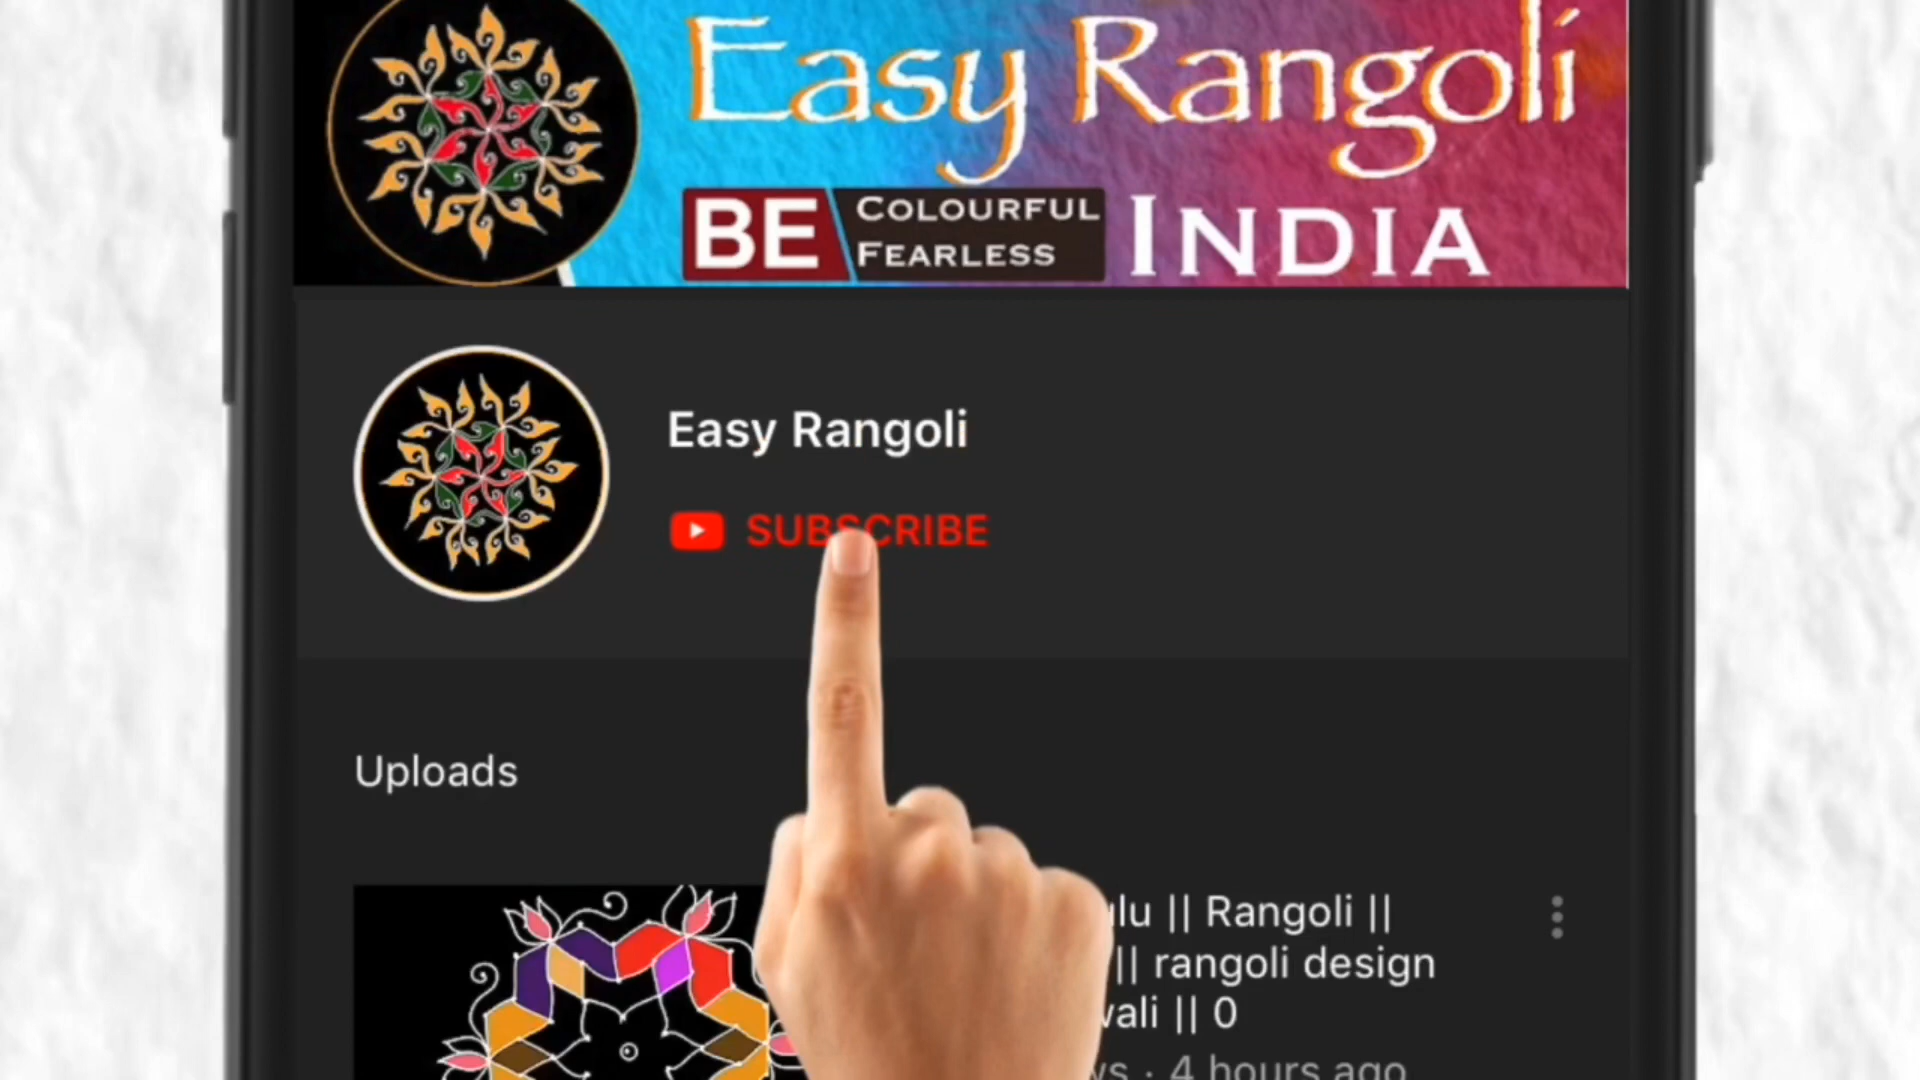 Easy Rangoli
BE COLOURFUL
FEARLESS
INDIA
Easy Rangoli
SUBSCRIBE
Uploads
|| Rangoli ||
|| rangoli design
|| 0
4 hours ago